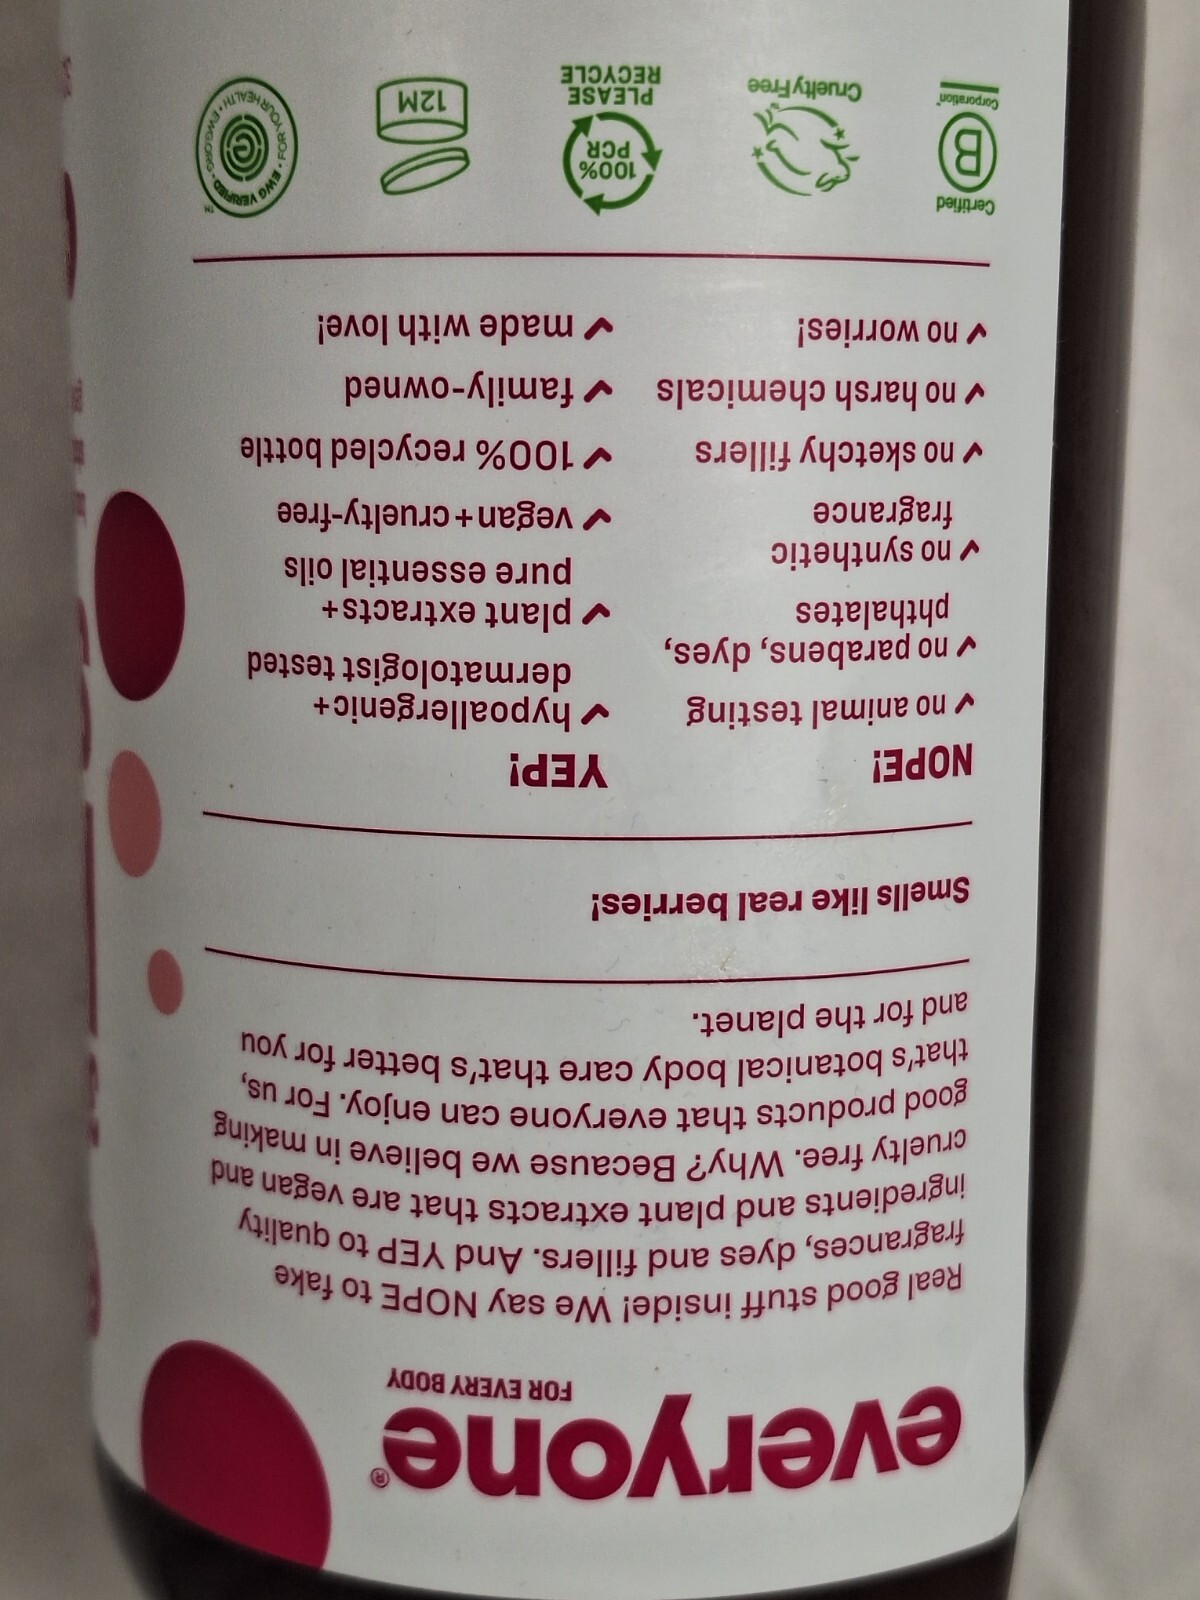 everyone®
FOR EVERY BODY
Real good stuff inside! We say NOPE to fake
fragrances, dyes and fillers. And YEP to quality
ingredients and plant extracts that are vegan and
cruelty free. Why? Because we believe in making
good products that everyone can enjoy. For us,
that's botanical body care that's better for you
and for the planet.
Smells like real berries!
NOPE!
✓ no animal testing
✓ no parabens, dyes,
phthalates
✓ no synthetic
fragrance
✓ no sketchy fillers
✓ no harsh chemicals
✓ no worries!
YEP!
✓ hypoallergenic+
dermatologist tested
✓ plant extracts+
pure essential oils
✓ vegan+cruelty-free
✓ 100% recycled bottle
✓ family-owned
✓ made with love!
Certified
B
Corporation™
CrueltyFree
100%
PCR
PLEASE
RECYCLE
12M
EWG VERIFIED • FOR YOUR HEALTH • EWG.ORG •
TM